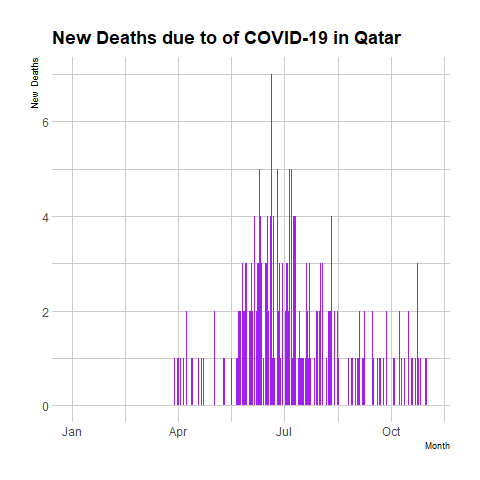 New Deaths due to of COVID-19 in Qatar
New Deaths
6
4
2
0
Jan Apr Jul Oct
Month